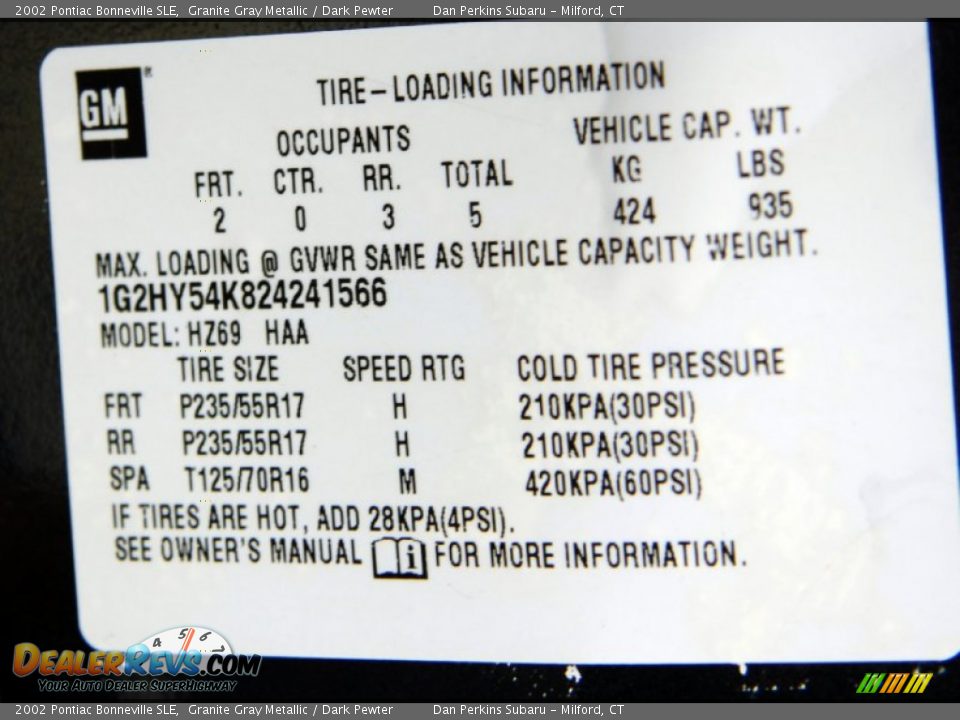 2002 Pontiac Bonneville SLE, Granite Gray Metallic / Dark Pewter Dan Perkins Subaru - Milford, CT
GM
TIRE-LOADING INFORMATION
OCCUPANTS VEHICLE CAP. WT.
FRT. CTR. RR. TOTAL KG LBS
2 0 3 5 424 935
MAX. LOADING @ GVWR SAME AS VEHICLE CAPACITY WEIGHT.
1G2HY54K824241566
MODEL: HZ69 HAA
TIRE SIZE SPEED RTG COLD TIRE PRESSURE
FRT P235/55R17 H 210KPA(30PSI)
RR P235/55R17 H 210KPA(30PSI)
SPA T125/70R16 M 420KPA(60PSI)
IF TIRES ARE HOT, ADD 28KPA(4PSI).
SEE OWNER'S MANUAL i FOR MORE INFORMATION.
4 5 6 7
DEALERREVS.COM
YOUR AUTO DEALER SUPERHIGHWAY
2002 Pontiac Bonneville SLE, Granite Gray Metallic / Dark Pewter Dan Perkins Subaru - Milford, CT